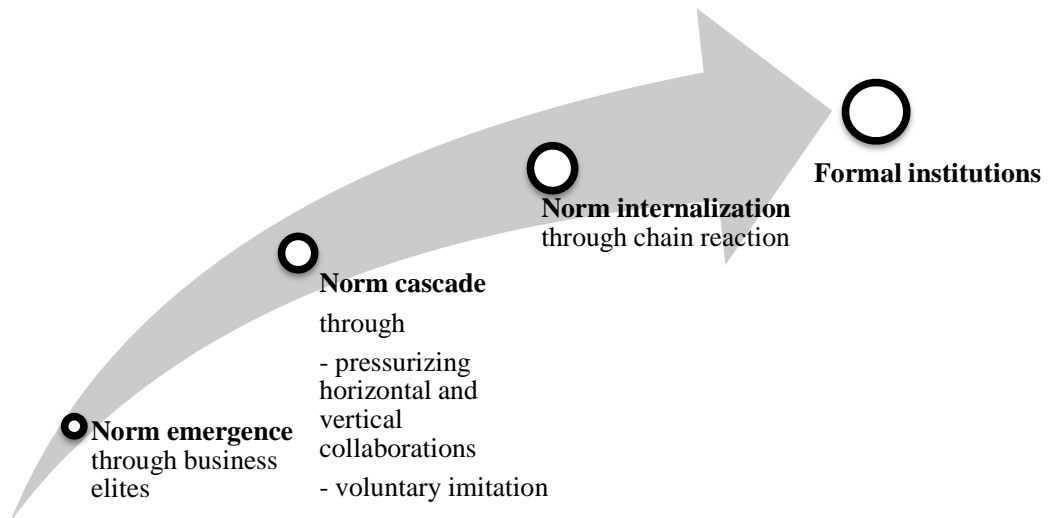 Norm emergence
through business
elites
Norm cascade
through
- pressurizing
horizontal and
vertical
collaborations
- voluntary imitation
Norm internalization
through chain reaction
Formal institutions